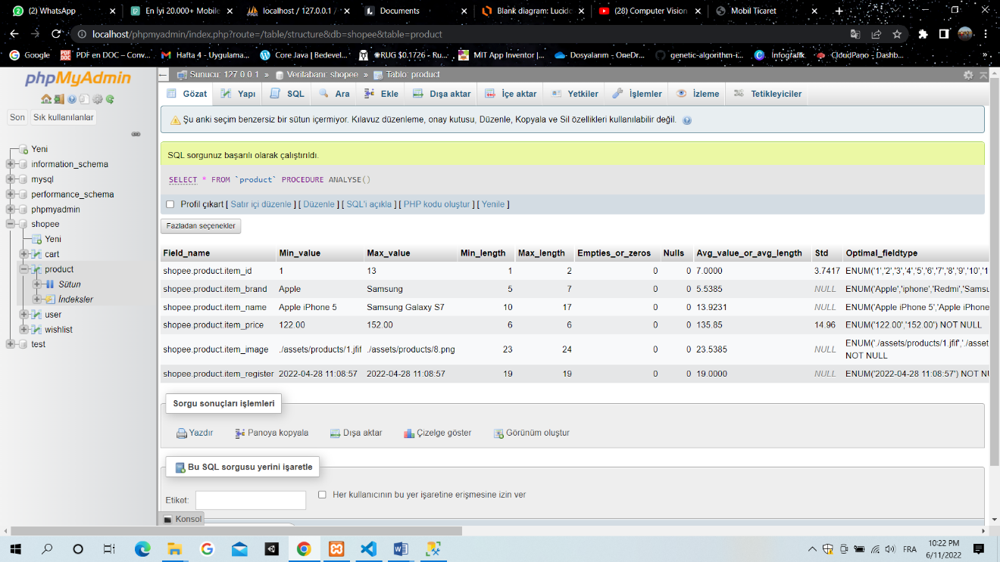 (2) WhatsApp
En İyi 20.000+ Mobile
localhost / 127.0.0.1 /
Documents
Blank diagram: Lucidc
(28) Computer Vision
Mobil Ticaret
localhost/phpmyadmin/index.php?route=/table/structure&db=shopee&table=product
Google
PDF en DOC – Conv...
Hafta 4 - Uygulama...
Core Java | Bedevel...
✺RUG $0.1726 - Ru...
MIT App Inventor |...
Dosyalarım - OneDr...
genetic-algorithm-i...
İnfografik
CloudPano - Dashb...
»
phpMyAdmin
Son
Sık kullanılanlar
Yeni
information_schema
mysql
performance_schema
phpmyadmin
shopee
Yeni
cart
product
Sütun
İndeksler
user
wishlist
test
Sunucu: 127.0.0.1 » Veritabanı: shopee » Tablo: product
Gözat
Yapı
SQL
Ara
Ekle
Dışa aktar
İçe aktar
Yetkiler
İşlemler
İzleme
Tetikleyiciler
Şu anki seçim benzersiz bir sütun içermiyor. Kılavuz düzenleme, onay kutusu, Düzenle, Kopyala ve Sil özellikleri kullanılabilir değil.
SQL sorgunuz başarılı olarak çalıştırıldı.
SELECT * FROM `product` PROCEDURE ANALYSE()
Profil çıkart [ Satır içi düzenle ] [ Düzenle ] [ SQL'i açıkla ] [ PHP kodu oluştur ] [ Yenile ]
Fazladan seçenekler
Field_name Min_value Max_value Min_length Max_length Empties_or_zeros Nulls Avg_value_or_avg_length Std Optimal_fieldtype
shopee.product.item_id 1 13 1 2 0 0 7.0000 3.7417 ENUM('1','2','3','4','5','6','7','8','9','10','1
shopee.product.item_brand Apple Samsung 5 7 0 0 5.5385 NULL ENUM('Apple','iphone','Redmi','Samsu
shopee.product.item_name Apple iPhone 5 Samsung Galaxy S7 10 17 0 0 13.9231 NULL ENUM('Apple iPhone 5','Apple iPhone
shopee.product.item_price 122.00 152.00 6 6 0 0 135.85 14.96 ENUM('122.00','152.00') NOT NULL
shopee.product.item_image ./assets/products/1.jfif ./assets/products/8.png 23 24 0 0 23.5385 NULL ENUM('./assets/products/1.jfif','./asset
NOT NULL
shopee.product.item_register 2022-04-28 11:08:57 2022-04-28 11:08:57 19 19 0 0 19.0000 NULL ENUM('2022-04-28 11:08:57') NOT NU
Sorgu sonuçları işlemleri
Yazdır
Panoya kopyala
Dışa aktar
Çizelge göster
Görünüm oluştur
Bu SQL sorgusu yerini işaretle
Etiket:
Her kullanıcının bu yer işaretine erişmesine izin ver
Konsol
FRA
10:22 PM
6/11/2022